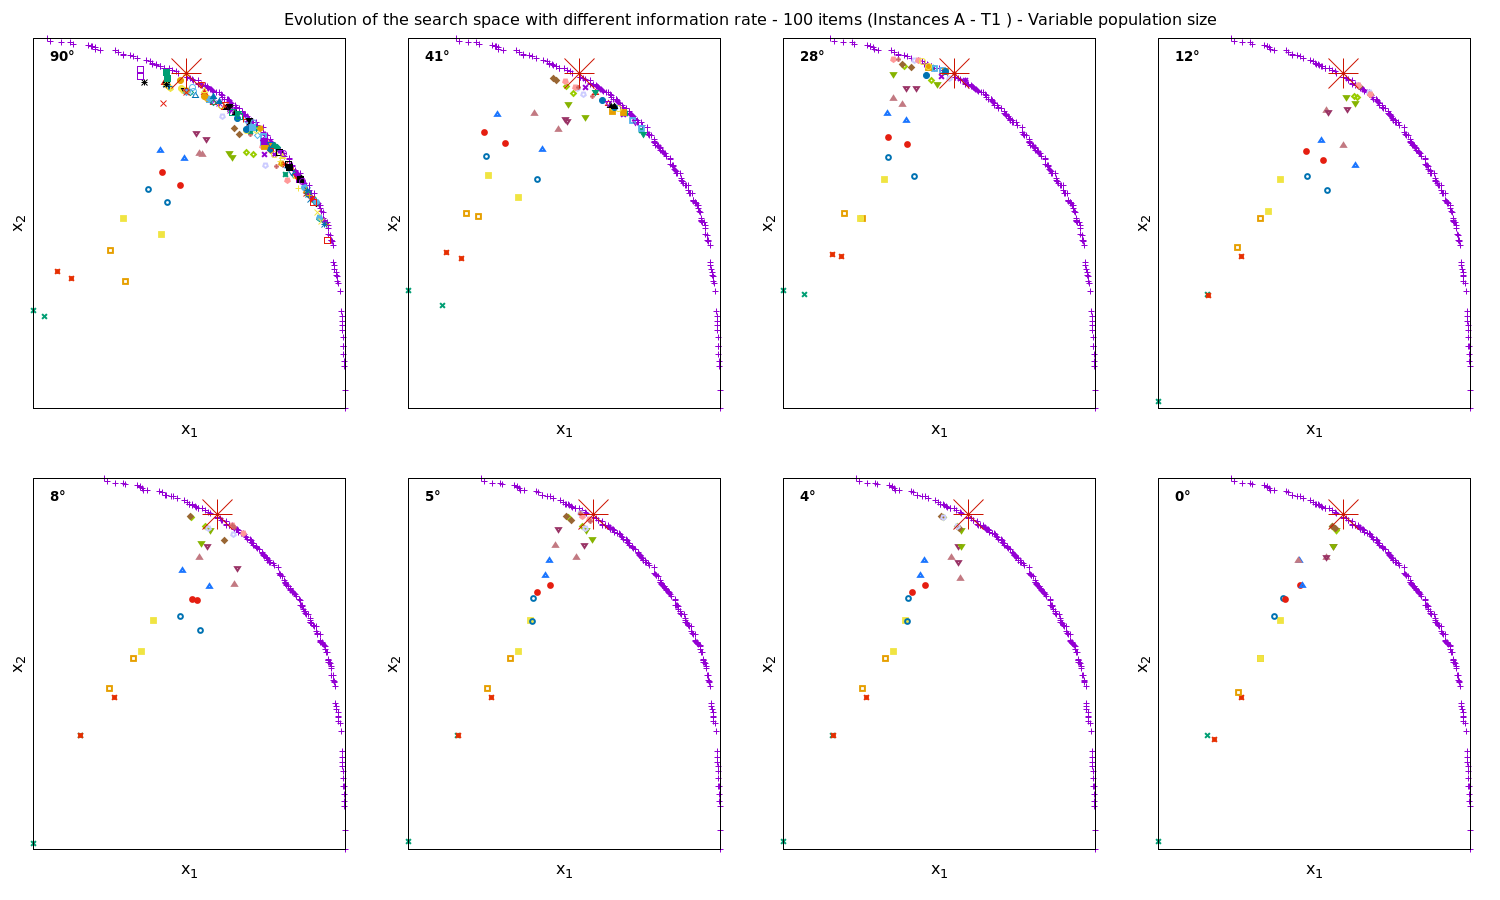 Evolution of the search space with different information rate - 100 items (Instances A - T1 ) - Variable population size
90°
41°
28°
12°
x2
x2
x2
x2
x1
x1
x1
x1
8°
5°
4°
0°
x2
x2
x2
x2
x1
x1
x1
x1